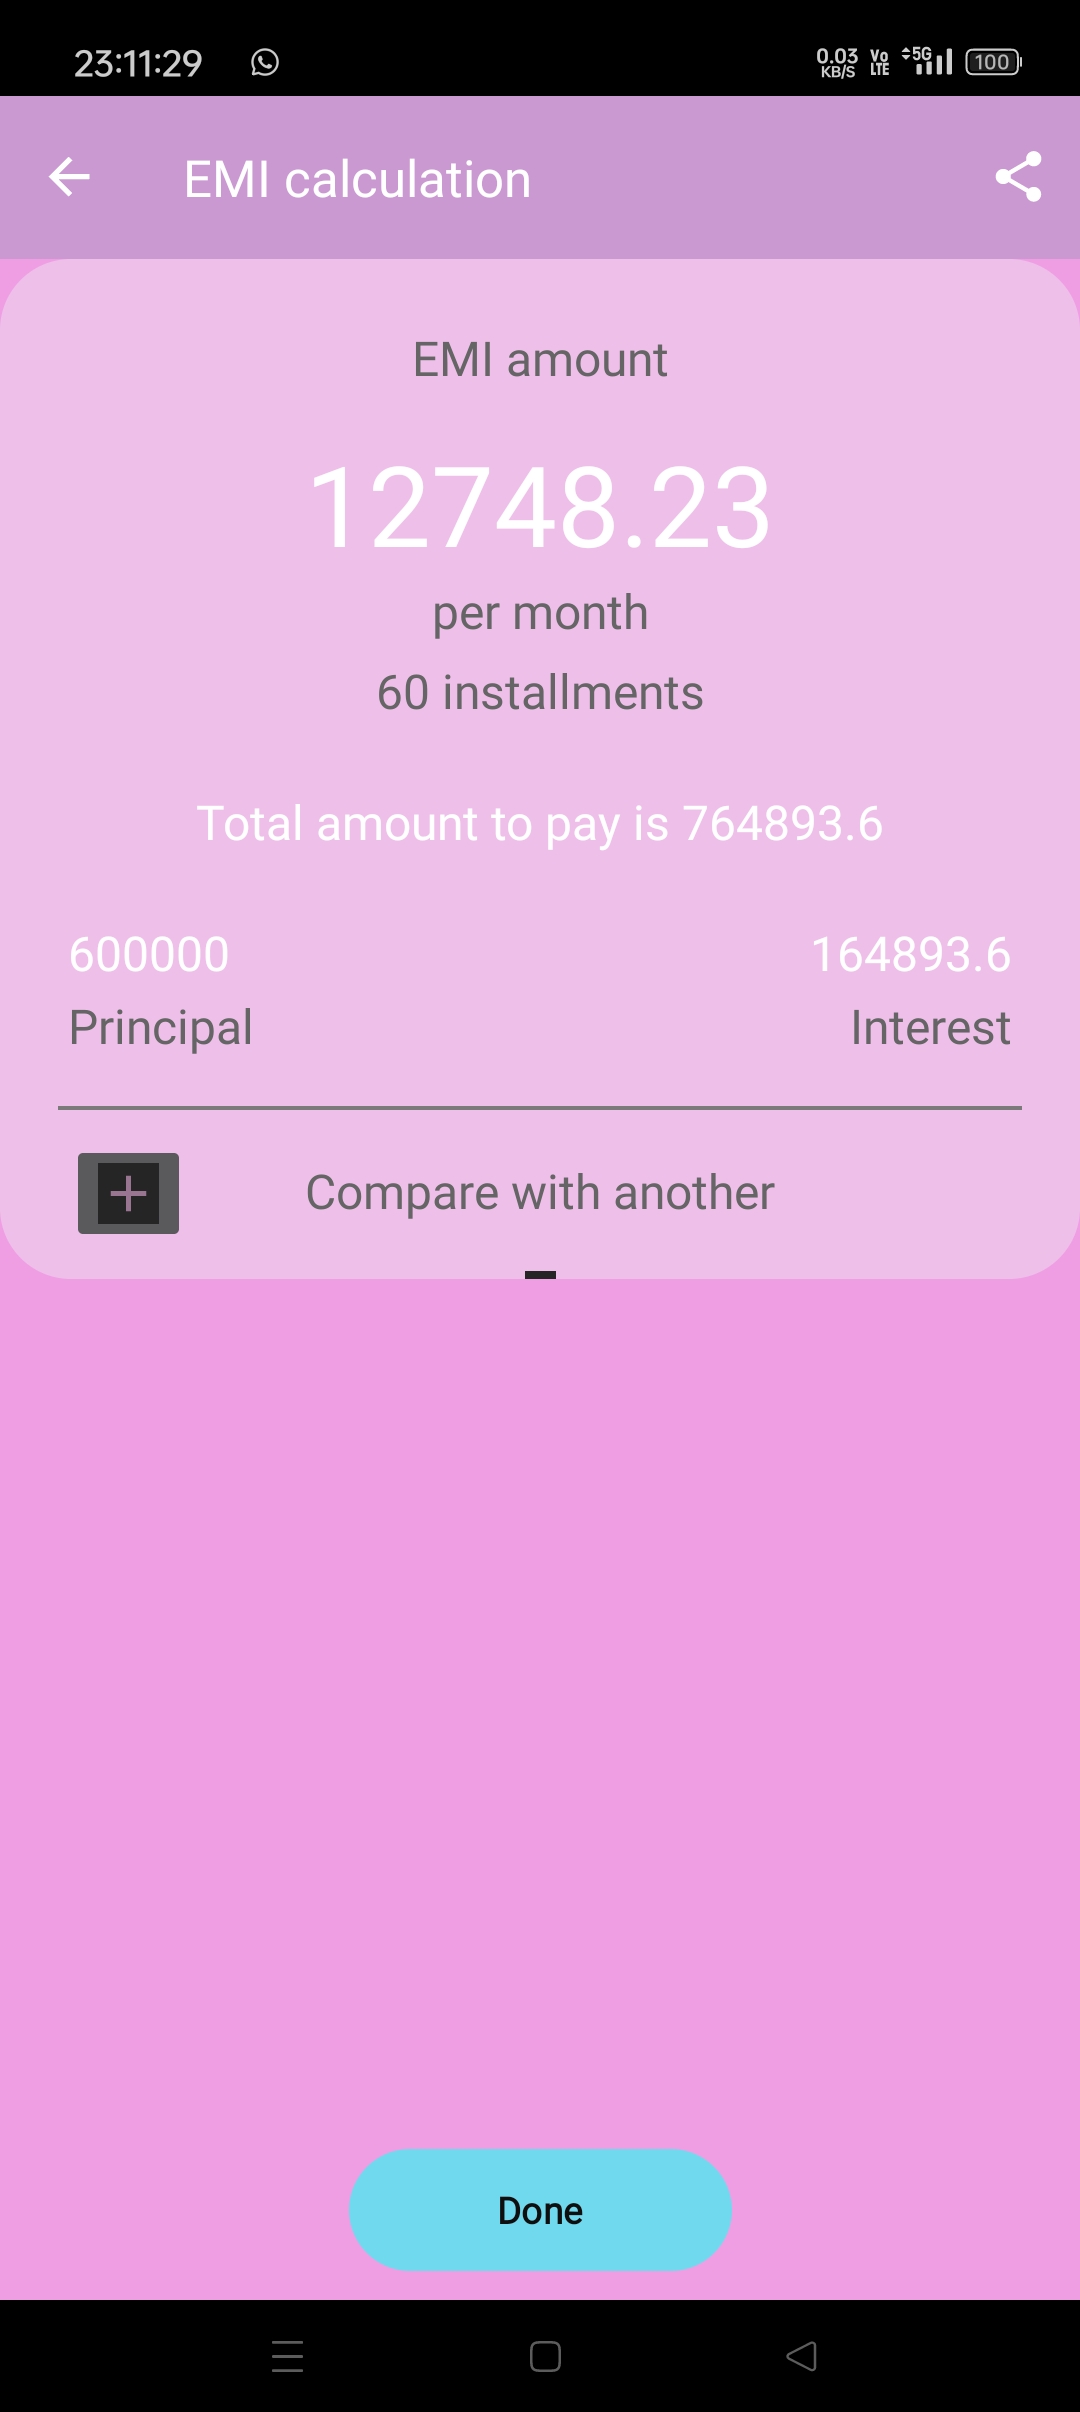 23:11:29 0.03 KB/S Vo LTE 5G 100
EMI calculation
EMI amount
12748.23
per month
60 installments
Total amount to pay is 764893.6
600000 164893.6
Principal Interest
Compare with another
Done